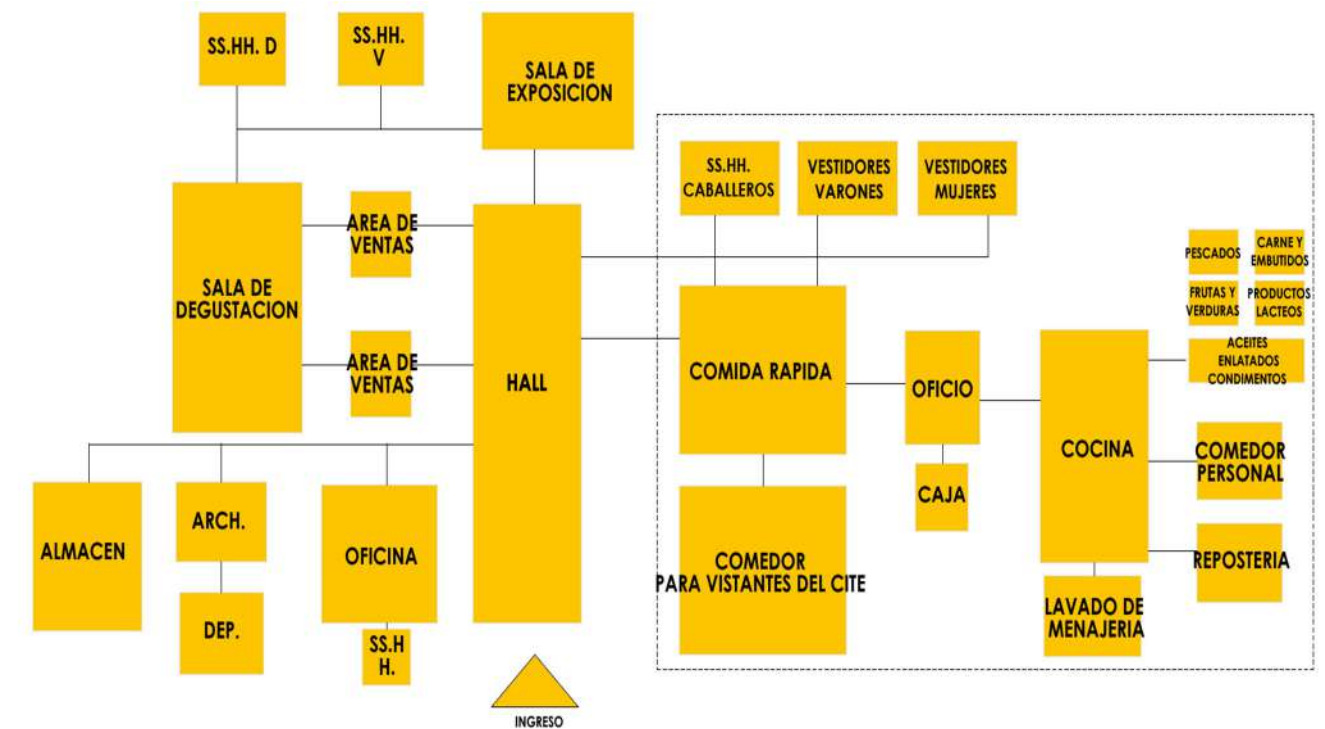 SS.HH. D
SS.HH.
V
SALA DE
EXPOSICION
SS.HH.
CABALLEROS
VESTIDORES
VARONES
VESTIDORES
MUJERES
AREA DE
VENTAS
PESCADOS
CARNE Y
EMBUTIDOS
SALA DE
DEGUSTACION
FRUTAS Y
VERDURAS
PRODUCTOS
LACTEOS
AREA DE
VENTAS
HALL
COMIDA RAPIDA
OFICIO
ACEITES
ENLATADOS
CONDIMENTOS
COCINA
COMEDOR
PERSONAL
CAJA
ALMACEN
ARCH.
OFICINA
COMEDOR
PARA VISTANTES DEL CITE
REPOSTERIA
LAVADO DE
MENAJERIA
DEP.
SS.H
H.
INGRESO